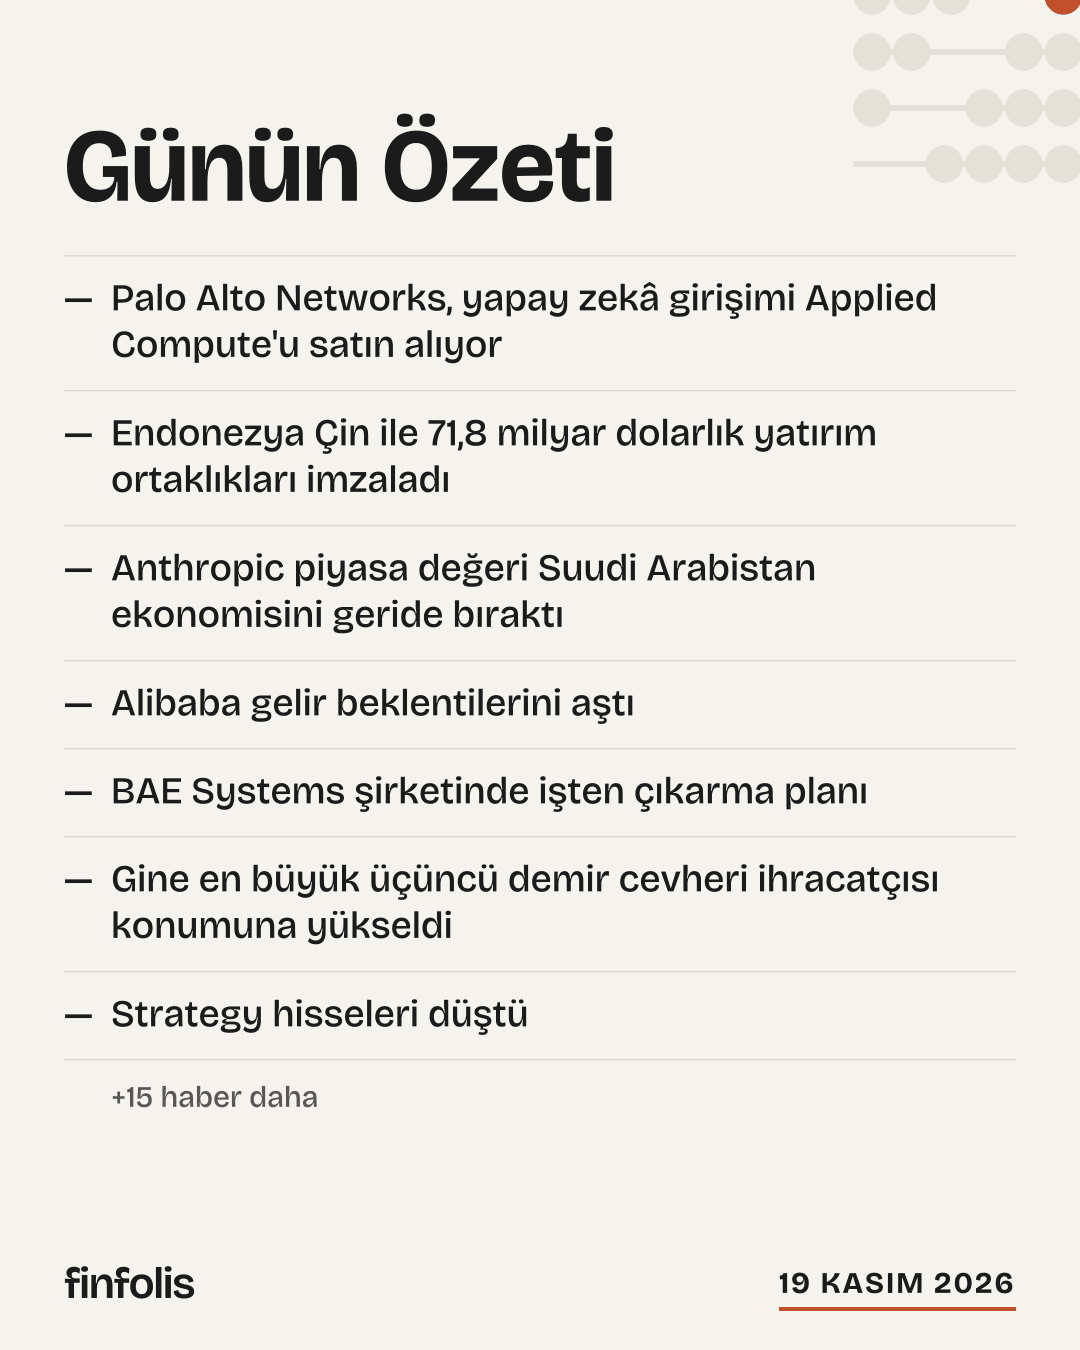 Günün Özeti
— Palo Alto Networks, yapay zekâ girişimi Applied
Compute'u satın alıyor
— Endonezya Çin ile 71,8 milyar dolarlık yatırım
ortaklıkları imzaladı
— Anthropic piyasa değeri Suudi Arabistan
ekonomisini geride bıraktı
— Alibaba gelir beklentilerini aştı
— BAE Systems şirketinde işten çıkarma planı
— Gine en büyük üçüncü demir cevheri ihracatçısı
konumuna yükseldi
— Strategy hisseleri düştü
+15 haber daha
finfolis
19 KASIM 2026